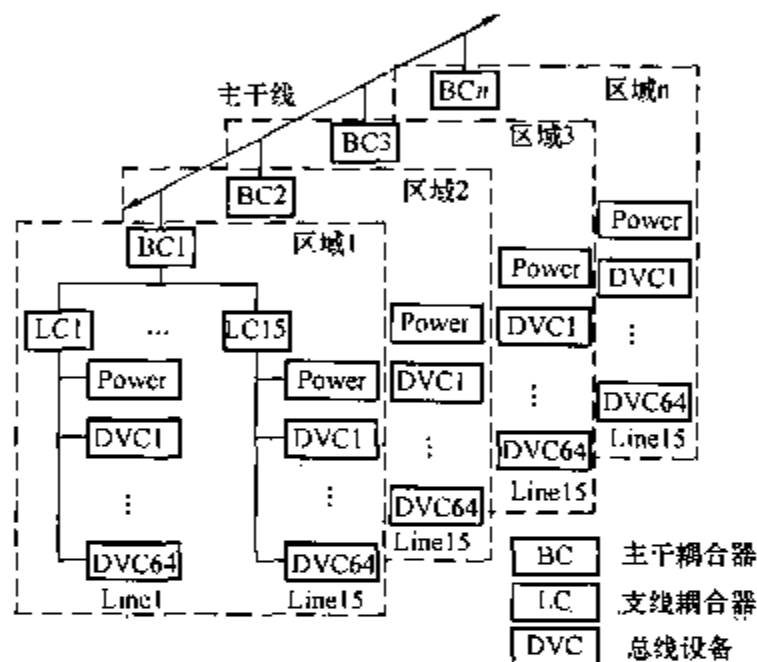 主干线
BCn
区域n
BC3
区域3
BC2
区域2
BC1
区域1
Power
Power
DVC1
LC1
...
LC15
Power
DVC1
⋮
Power
Power
DVC1
⋮
DVC64
DVC1
DVC1
⋮
DVC64
Line15
⋮
⋮
⋮
DVC64
Line15
DVC64
DVC64
Line15
Line1
Line15
BC 主干耦合器
LC 支线耦合器
DVC 总线设备